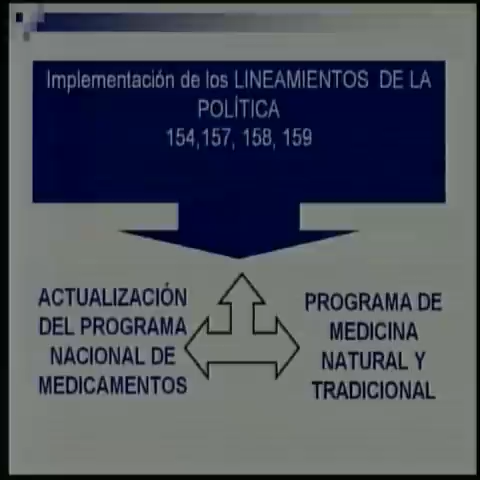 Implementación de los LINEAMIENTOS DE LA
POLÍTICA
154,157, 158, 159
ACTUALIZACIÓN
DEL PROGRAMA
NACIONAL DE
MEDICAMENTOS
PROGRAMA DE
MEDICINA
NATURAL Y
TRADICIONAL